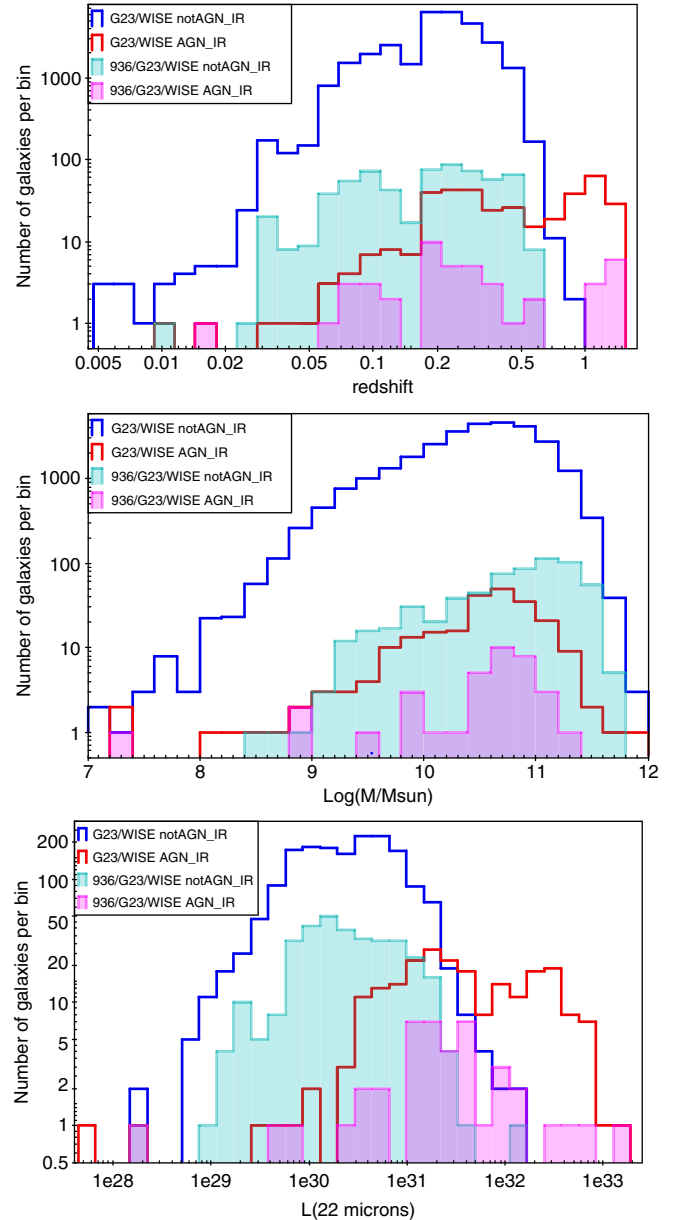 G23/WISE notAGN_IR
G23/WISE AGN_IR
936/G23/WISE notAGN_IR
936/G23/WISE AGN_IR
Number of galaxies per bin
1000
100
10
1
0.005 0.01 0.02 0.05 0.1 0.2 0.5 1
redshift
G23/WISE notAGN_IR
G23/WISE AGN_IR
936/G23/WISE notAGN_IR
936/G23/WISE AGN_IR
Number of galaxies per bin
1000
100
10
1
7 8 9 10 11 12
Log(M/Msun)
G23/WISE notAGN_IR
G23/WISE AGN_IR
936/G23/WISE notAGN_IR
936/G23/WISE AGN_IR
Number of galaxies per bin
200
100
50
20
10
5
2
1
0.5
1e28 1e29 1e30 1e31 1e32 1e33
L(22 microns)